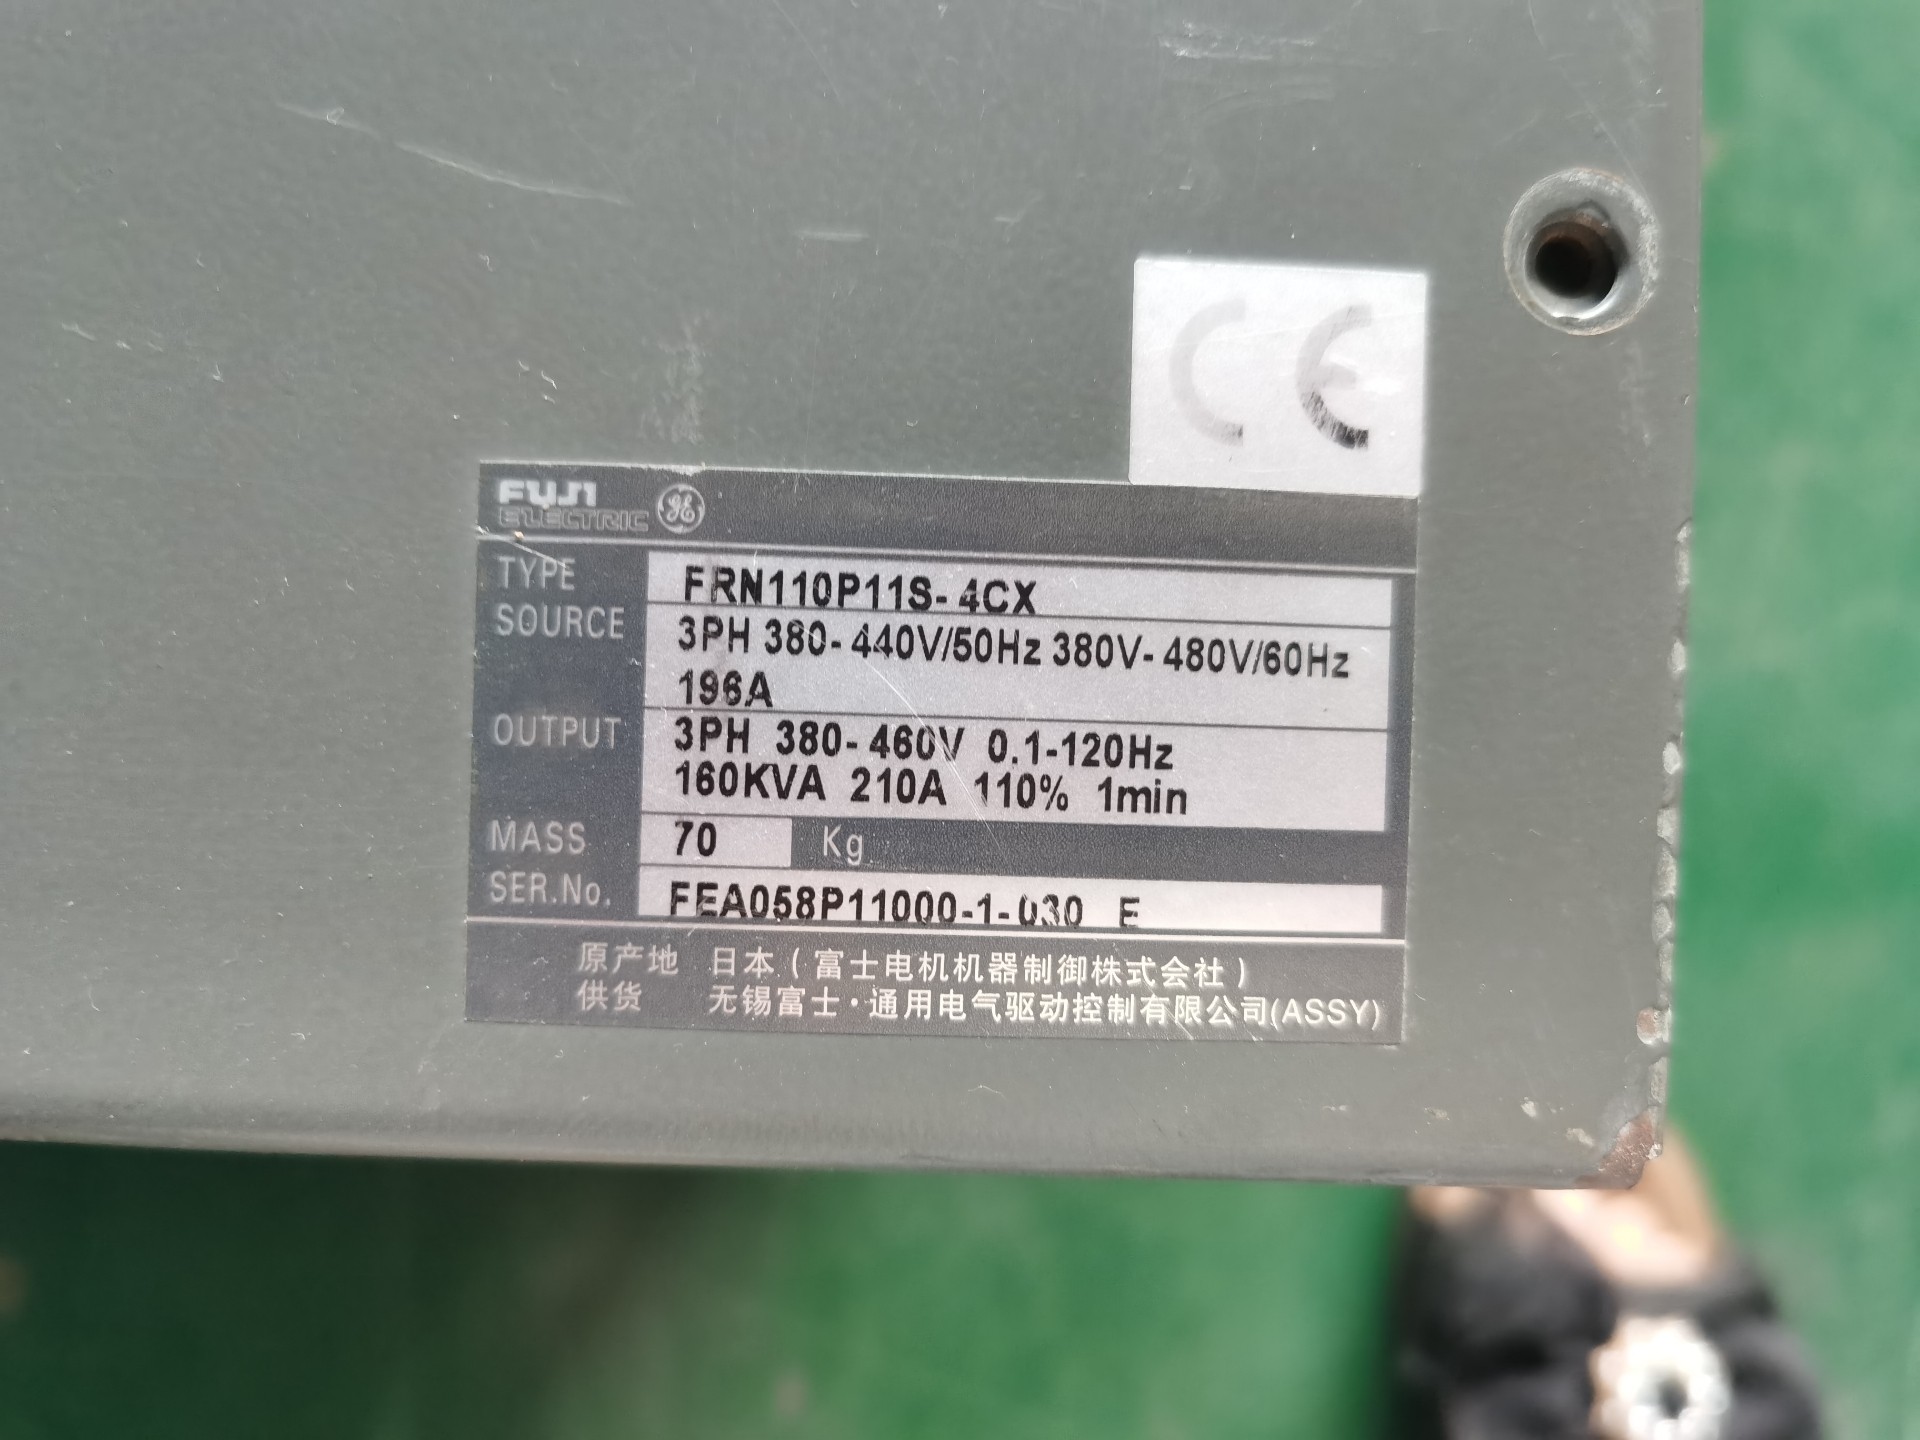 CE
FUJI
ELECTRIC GE
TYPE FRN110P11S-4CX
SOURCE 3PH 380-440V/50Hz 380V-480V/60Hz
196A
OUTPUT 3PH 380-460V 0.1-120Hz
160KVA 210A 110% 1min
MASS 70 Kg
SER.No. FEA058P11000-1-030 E
原产地 日本(富士电机机器制御株式会社)
供货 无锡富士·通用电气驱动控制有限公司(ASSY)